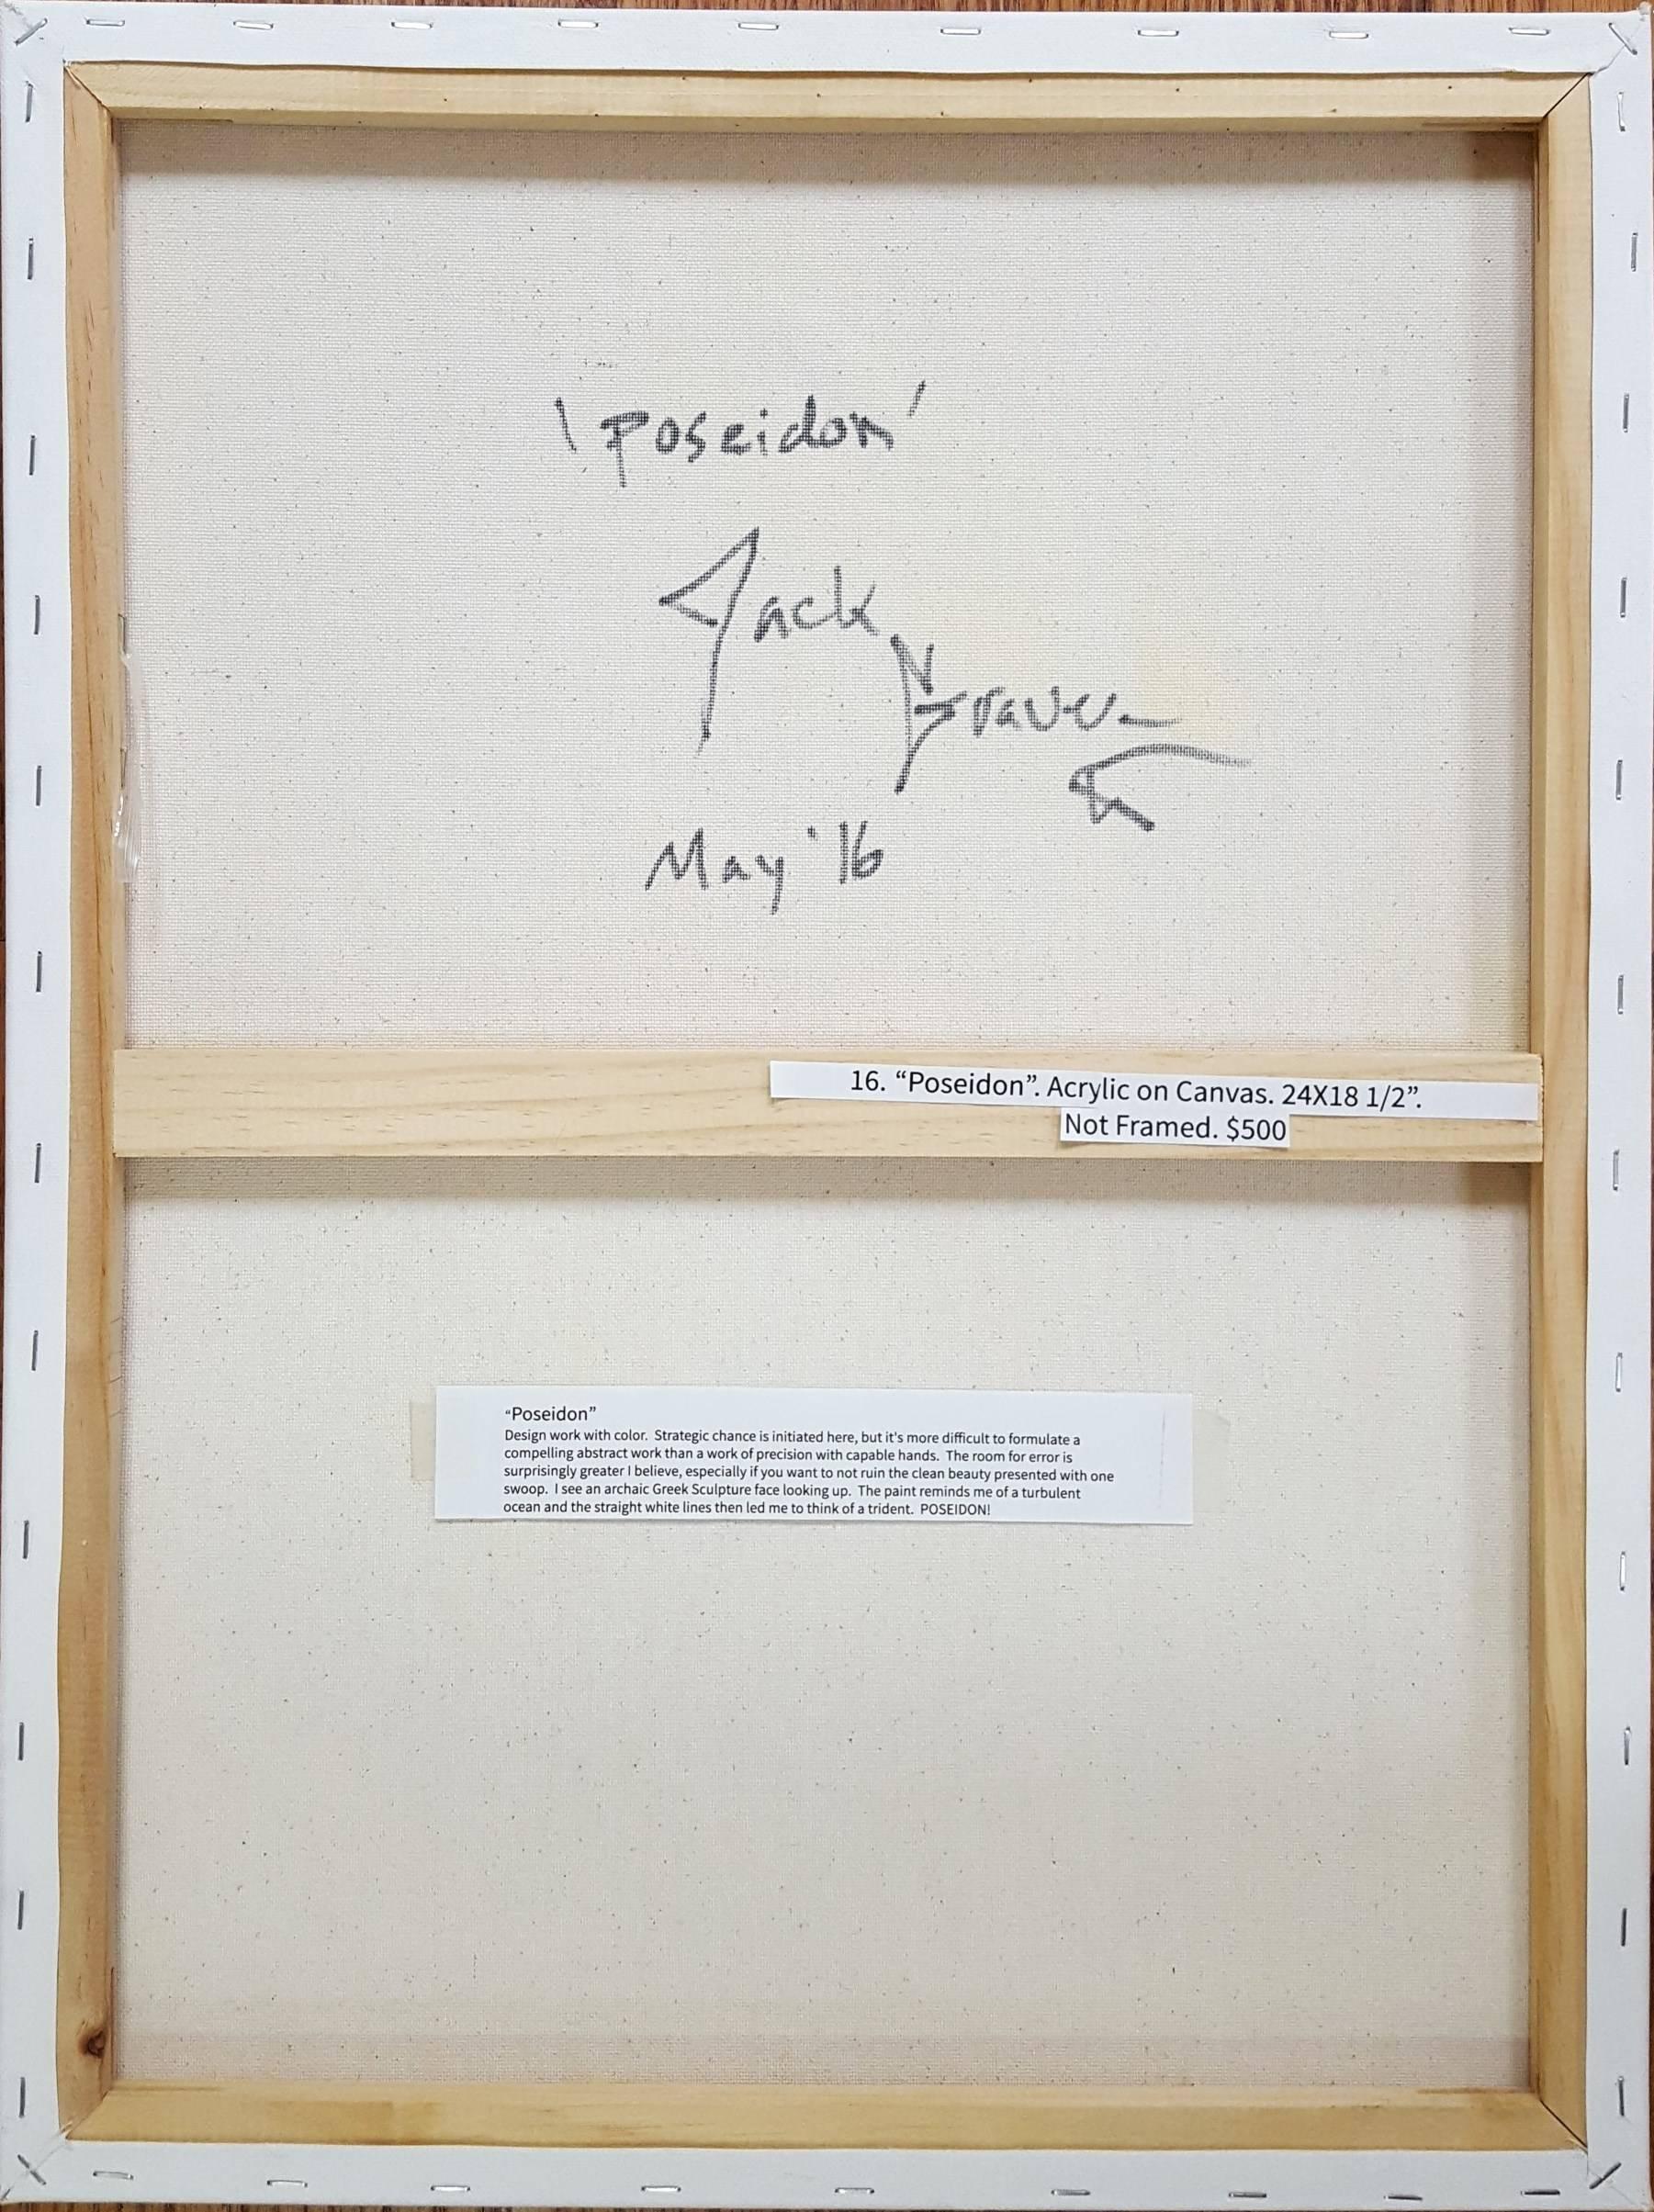 'Poseidon'
Jack
May '16
16. “Poseidon”. Acrylic on Canvas. 24X18 1/2”.
Not Framed. $500
“Poseidon”
Design work with color. Strategic chance is initiated here, but it's more difficult to formulate a
compelling abstract work than a work of precision with capable hands. The room for error is
surprisingly greater I believe, especially if you want to not ruin the clean beauty presented with one
swoop. I see an archaic Greek Sculpture face looking up. The paint reminds me of a turbulent
ocean and the straight white lines then led me to think of a trident. POSEIDON!